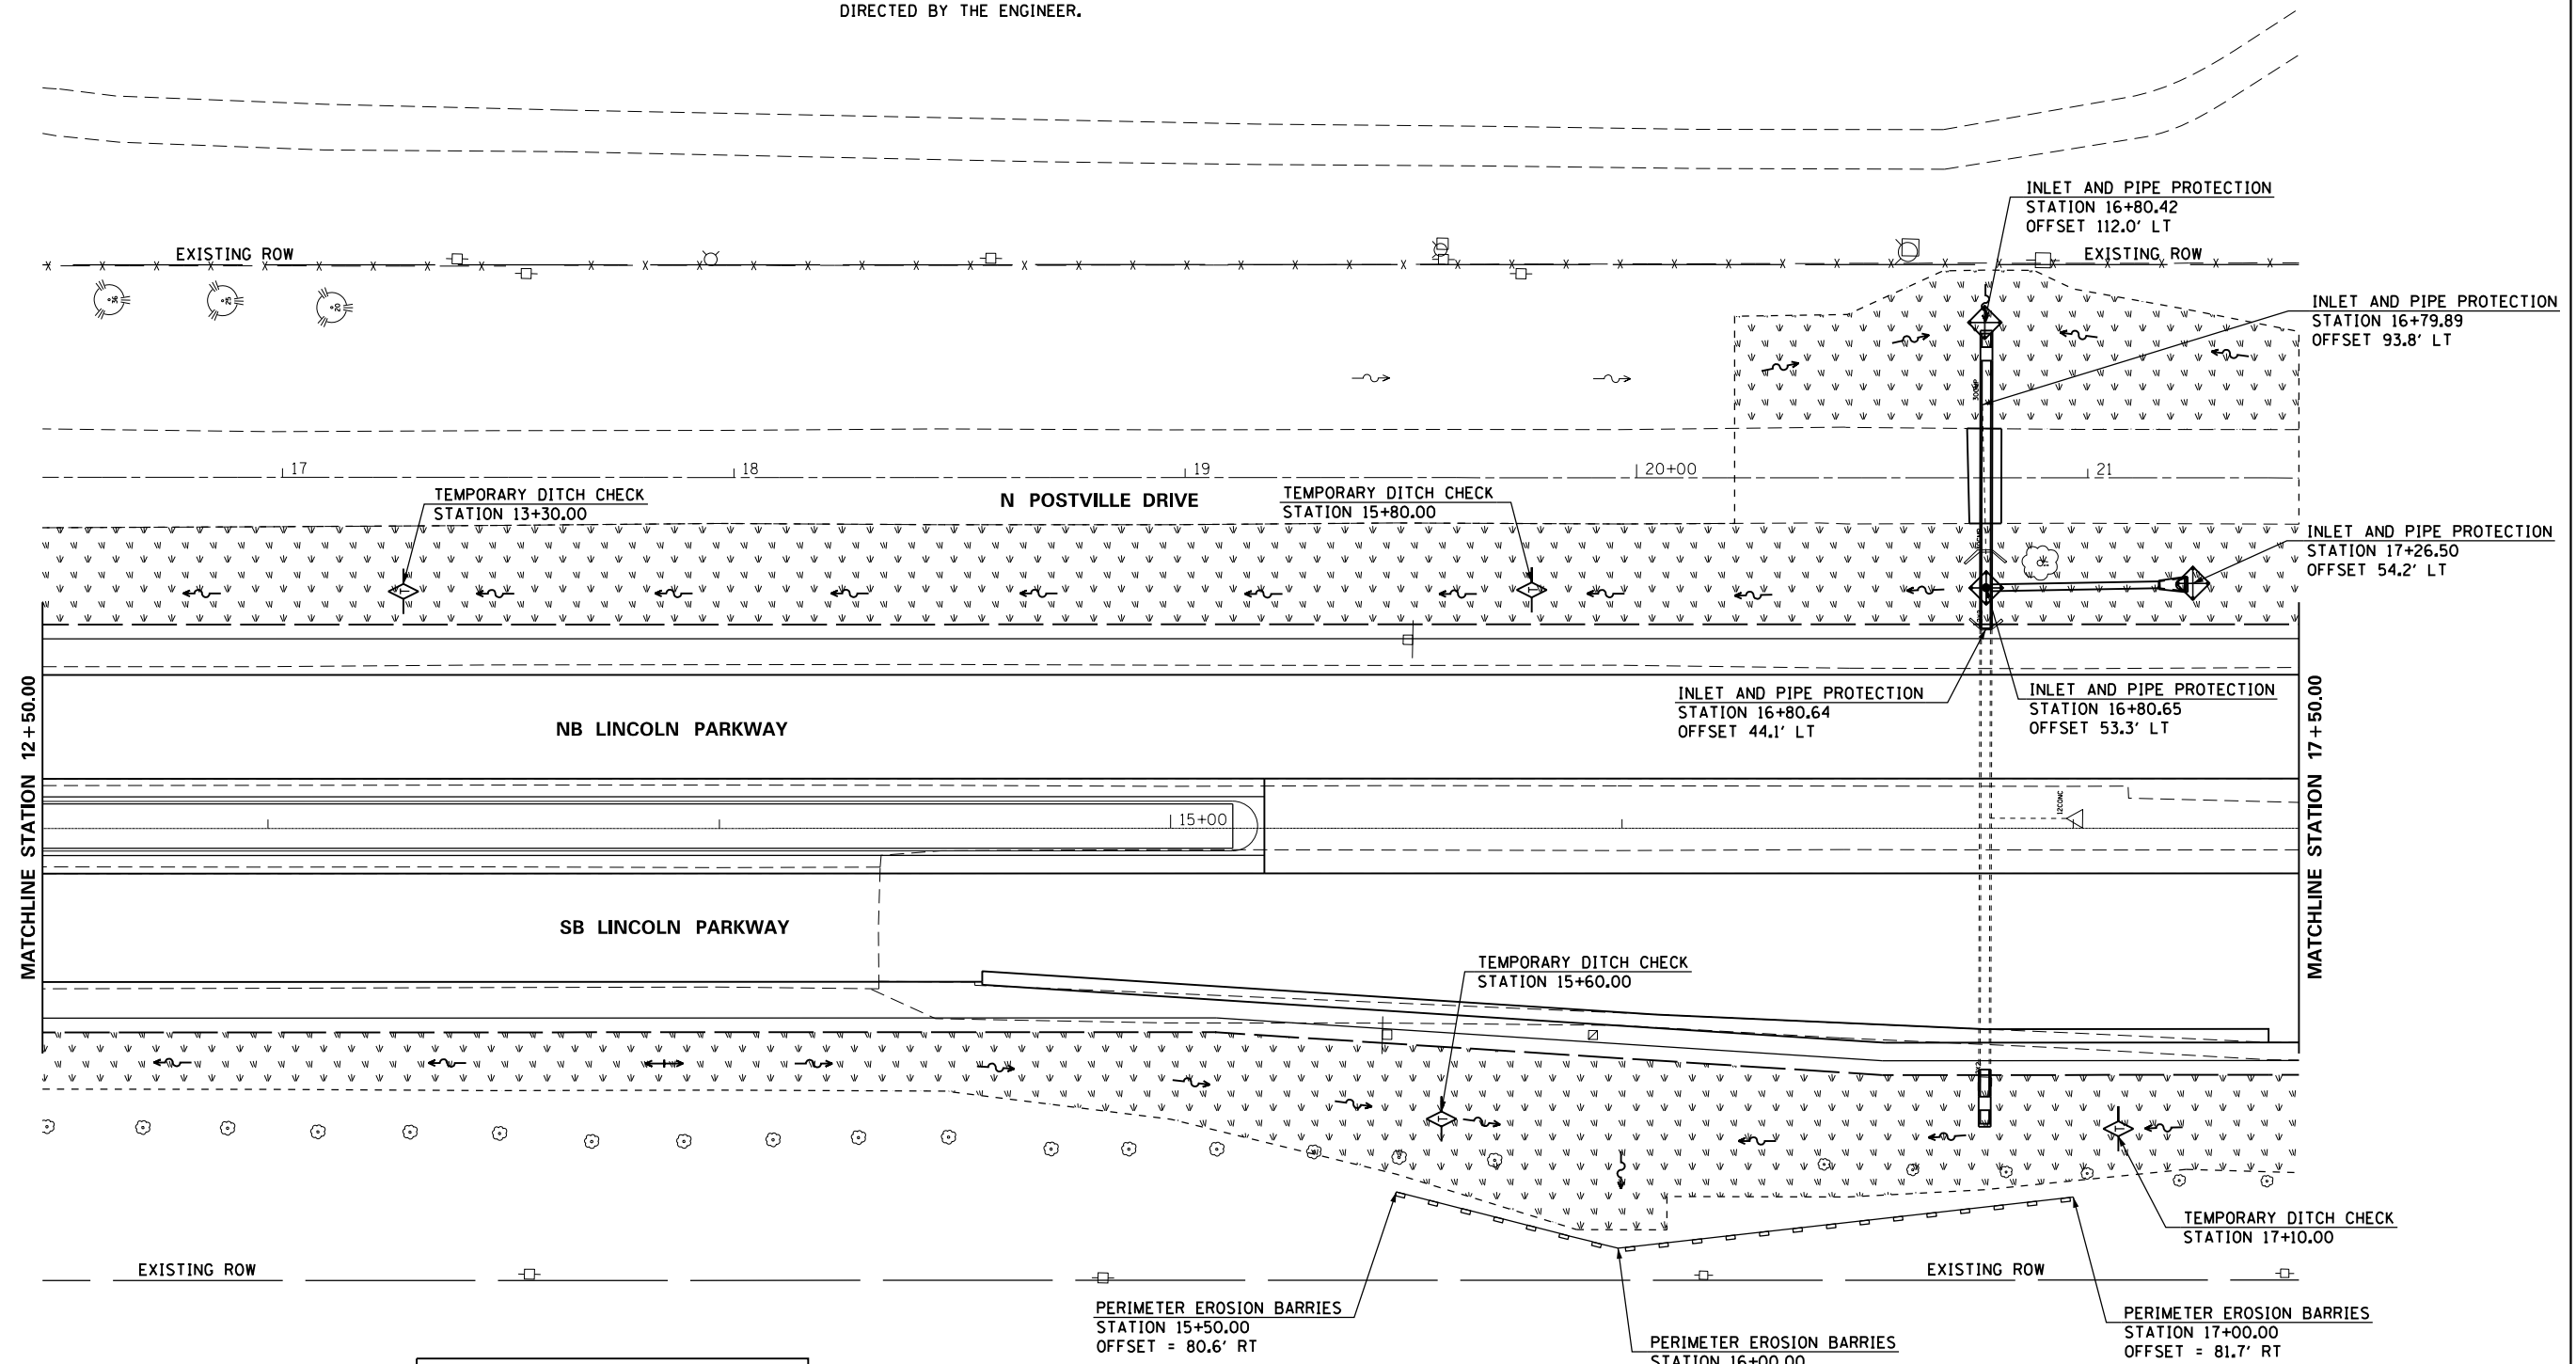 DIRECTED BY THE ENGINEER.
INLET AND PIPE PROTECTION
STATION 16+80.42
OFFSET 112.0' LT
EXISTING ROW
EXISTING ROW
36
25
20
INLET AND PIPE PROTECTION
STATION 16+79.89
OFFSET 93.8' LT
17
18
19
20+00
21
TEMPORARY DITCH CHECK
STATION 13+30.00
N POSTVILLE DRIVE
TEMPORARY DITCH CHECK
STATION 15+80.00
INLET AND PIPE PROTECTION
STATION 17+26.50
OFFSET 54.2' LT
INLET AND PIPE PROTECTION
STATION 16+80.64
OFFSET 44.1' LT
INLET AND PIPE PROTECTION
STATION 16+80.65
OFFSET 53.3' LT
MATCHLINE STATION 12+50.00
NB LINCOLN PARKWAY
MATCHLINE STATION 17+50.00
12CONC
15+00
SB LINCOLN PARKWAY
TEMPORARY DITCH CHECK
STATION 15+60.00
TEMPORARY DITCH CHECK
STATION 17+10.00
EXISTING ROW
EXISTING ROW
PERIMETER EROSION BARRIES
STATION 15+50.00
OFFSET = 80.6' RT
PERIMETER EROSION BARRIES
STATION 16+00.00
PERIMETER EROSION BARRIES
STATION 17+00.00
OFFSET = 81.7' RT